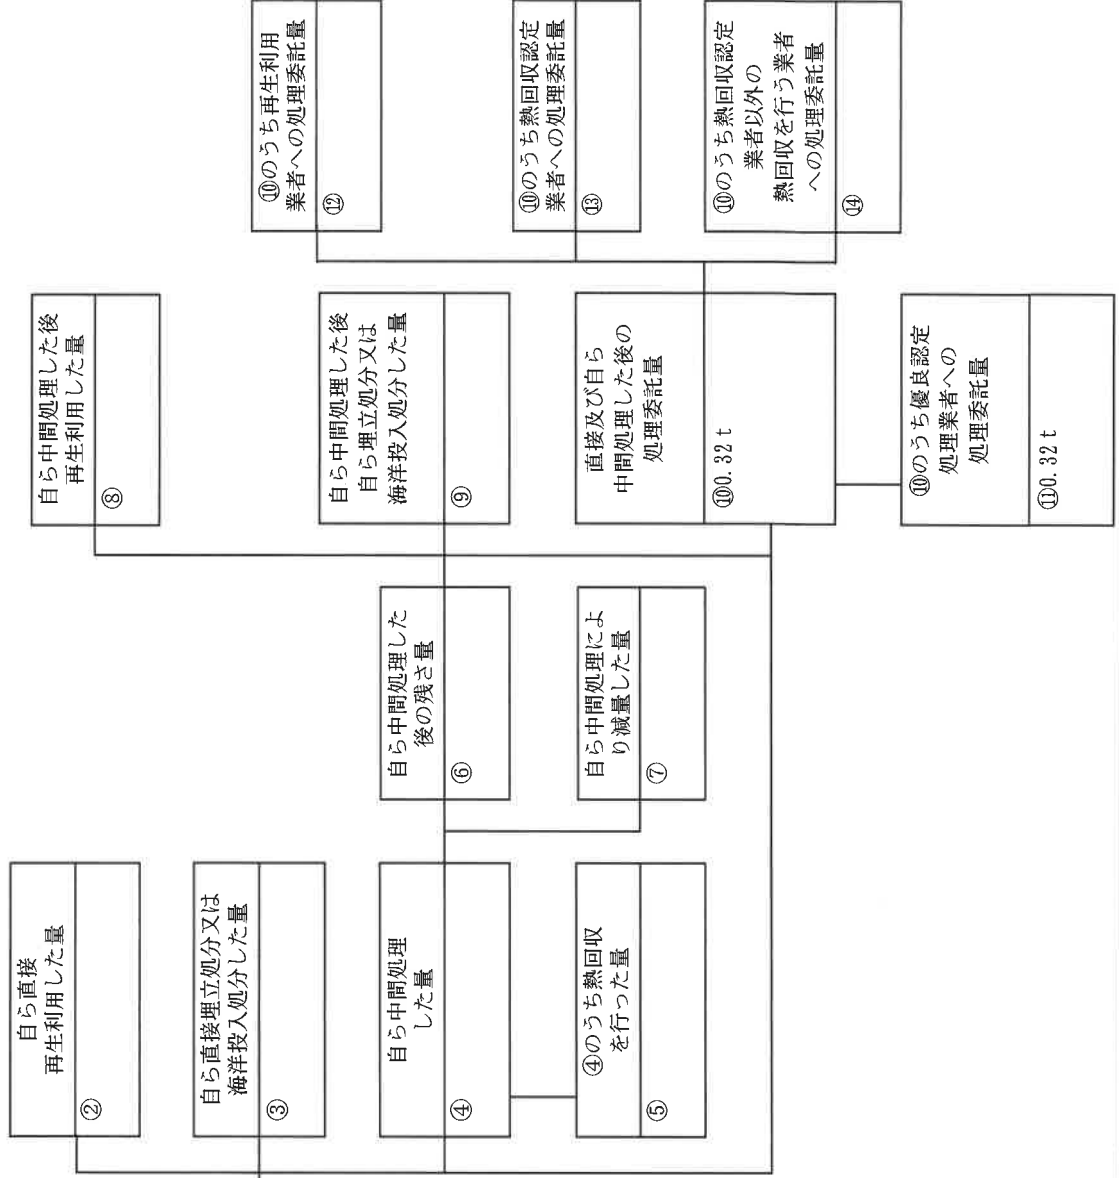 自ら直接
再生利用した量
②
自ら直接埋立処分又は
海洋投入処分した量
③
自ら中間処理
した量
④
④のうち熱回収
を行った量
⑤
自ら中間処理した
後の残さ量
⑥
自ら中間処理によ
り減量した量
⑦
自ら中間処理した後
再生利用した量
⑧
自ら中間処理した後
自ら埋立処分又は
海洋投入処分した量
⑨
直接及び自ら
中間処理した後の
処理委託量
⑩0.32t
⑩のうち優良認定
処理業者への
処理委託量
⑪0.32t
⑩のうち再生利用
業者への処理委託量
⑫
⑩のうち熱回収認定
業者への処理委託量
⑬
⑩のうち熱回収認定
業者以外の
熱回収を行う業者
への処理委託量
⑭